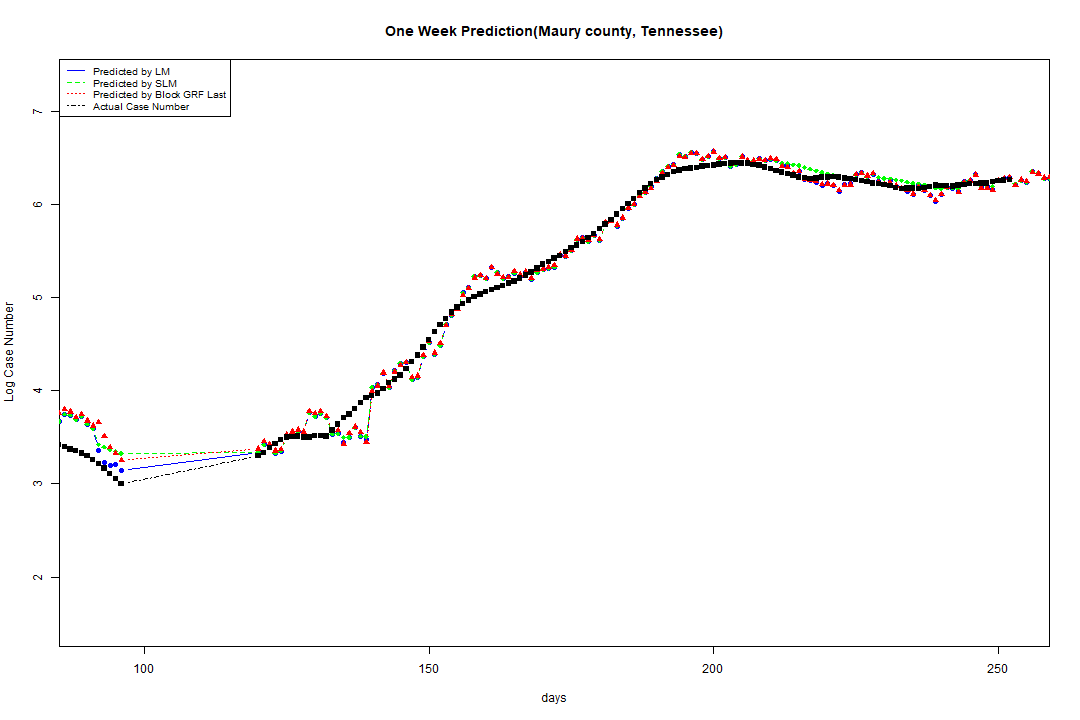 One Week Prediction(Maury county, Tennessee)
Predicted by LM
Predicted by SLM
Predicted by Block GRF Last
Actual Case Number
7
6
5
4
3
2
Log Case Number
100 150 200 250
days